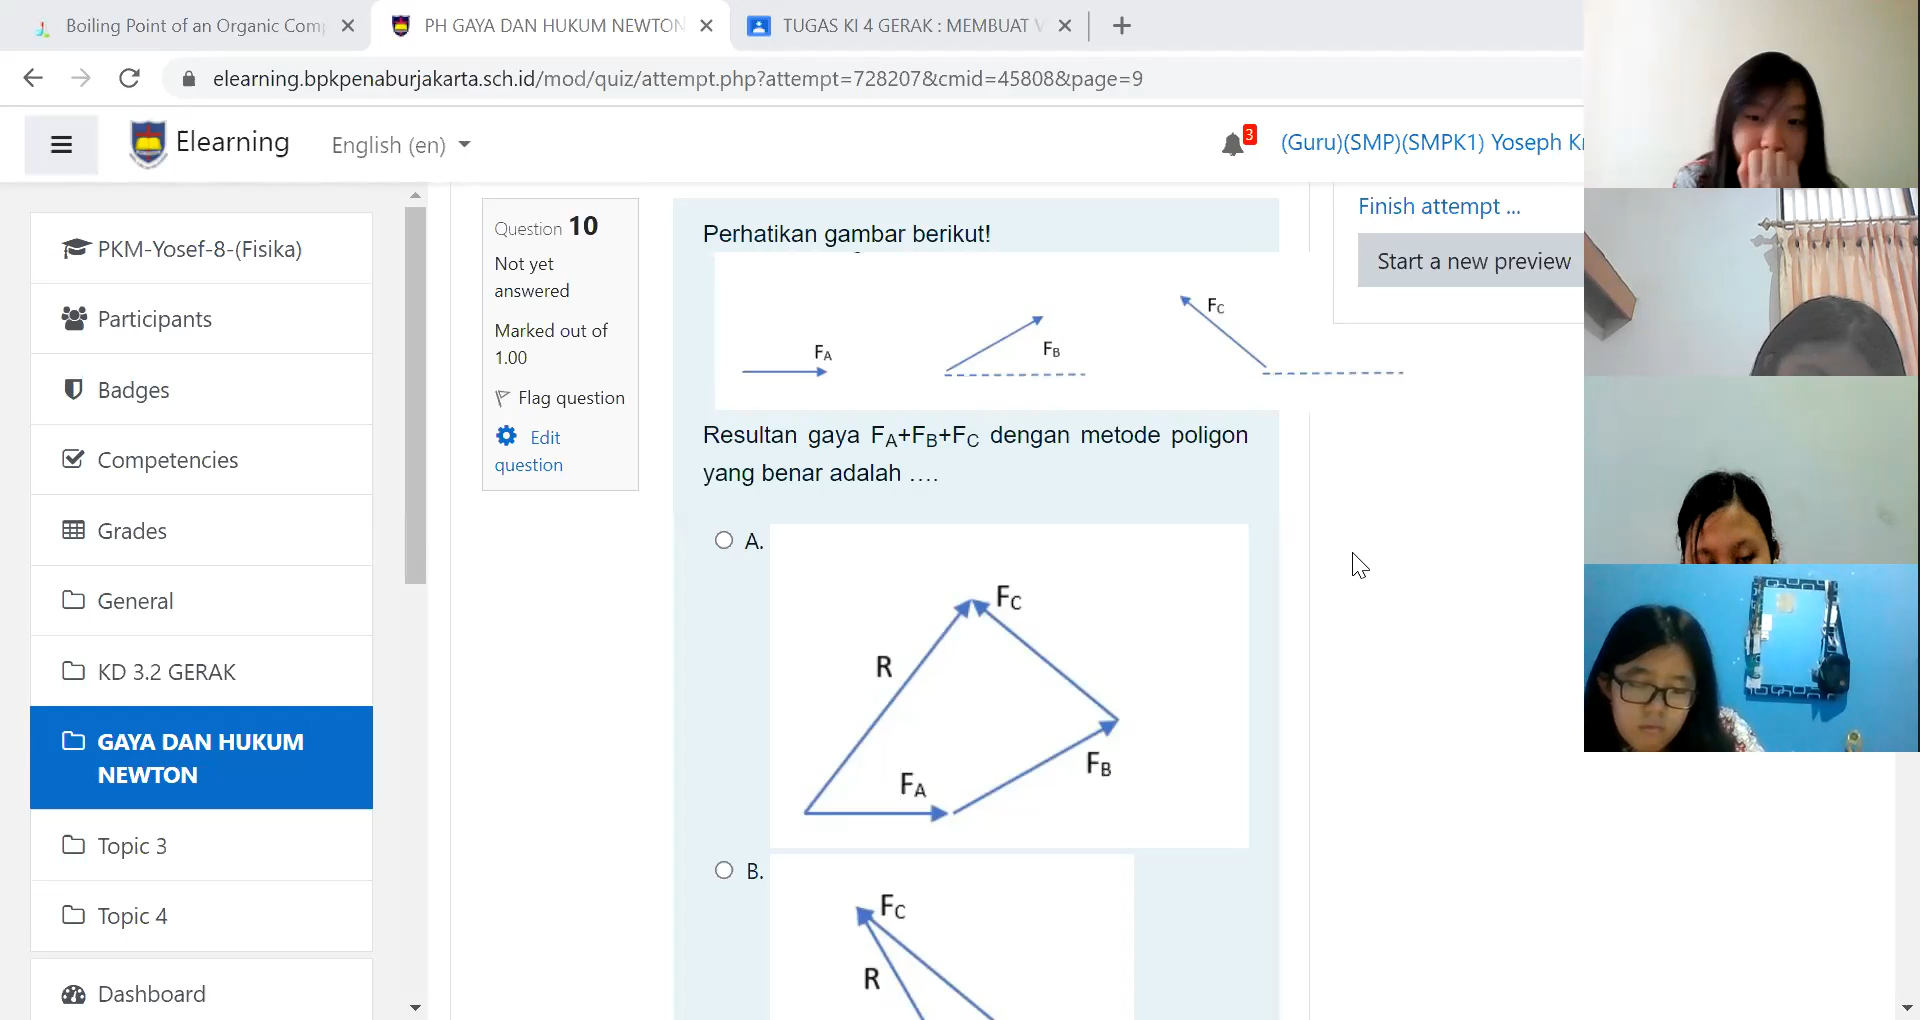 Boiling Point of an Organic Com
PH GAYA DAN HUKUM NEWTON
TUGAS KI 4 GERAK : MEMBUAT V
elearning.bpkpenaburjakarta.sch.id/mod/quiz/attempt.php?attempt=728207&cmid=45808&page=9
Elearning
English (en)
3
(Guru)(SMP)(SMPK1) Yoseph Kr
PKM-Yosef-8-(Fisika)
Participants
Badges
Competencies
Grades
General
KD 3.2 GERAK
GAYA DAN HUKUM
NEWTON
Topic 3
Topic 4
Dashboard
Question 10
Not yet
answered
Marked out of
1.00
Flag question
Edit
question
Perhatikan gambar berikut!
FA
FB
FC
Resultan gaya FA+FB+FC dengan metode poligon
yang benar adalah ….
A.
FC
R
FA
FB
B.
FC
R
Finish attempt ...
Start a new preview